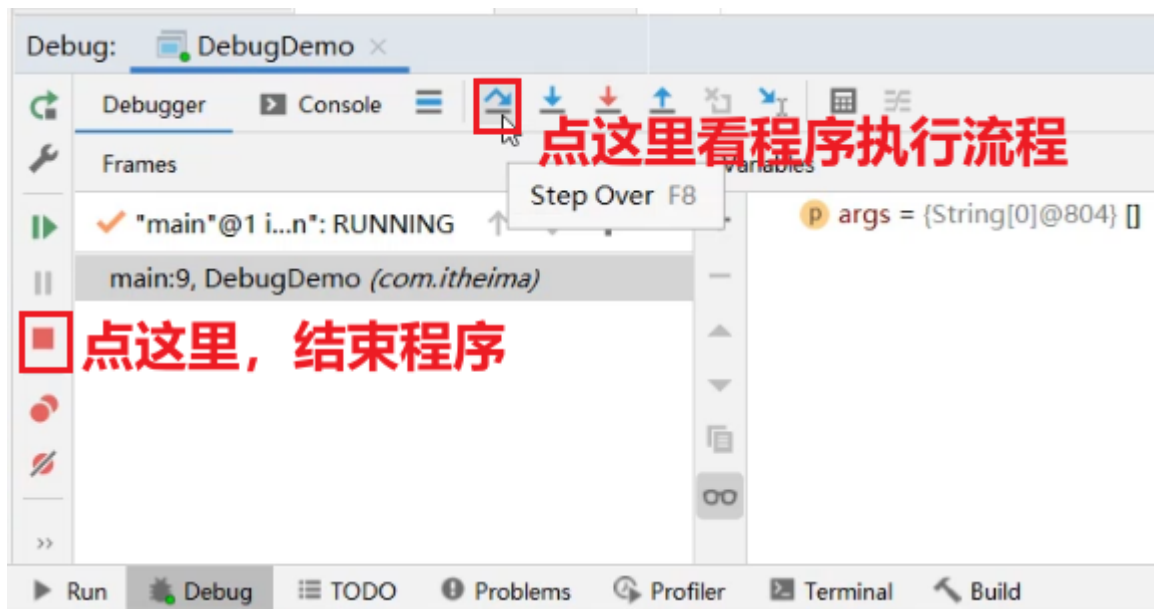 Debug: DebugDemo
Debugger Console
点这里看程序执行流程
Frames Variables
Step Over F8
"main"@1 i...n": RUNNING
args = {String[0]@804} []
main:9, DebugDemo (com.itheima)
点这里，结束程序
Run Debug TODO Problems Profiler Terminal Build